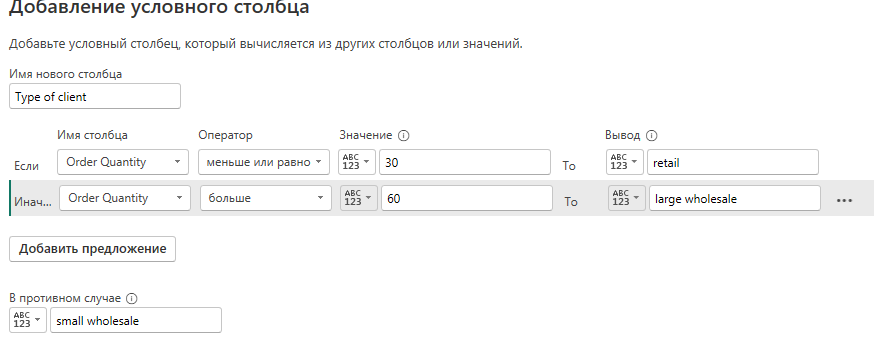 Добавление условного столбца
Добавьте условный столбец, который вычисляется из других столбцов или значений.
Имя нового столбца
Type of client
Имя столбца Оператор Значение Вывод
Если Order Quantity меньше или равно ABC 123 30 То ABC 123 retail
Инач... Order Quantity больше ABC 123 60 То ABC 123 large wholesale ...
Добавить предложение
В противном случае
ABC 123 small wholesale